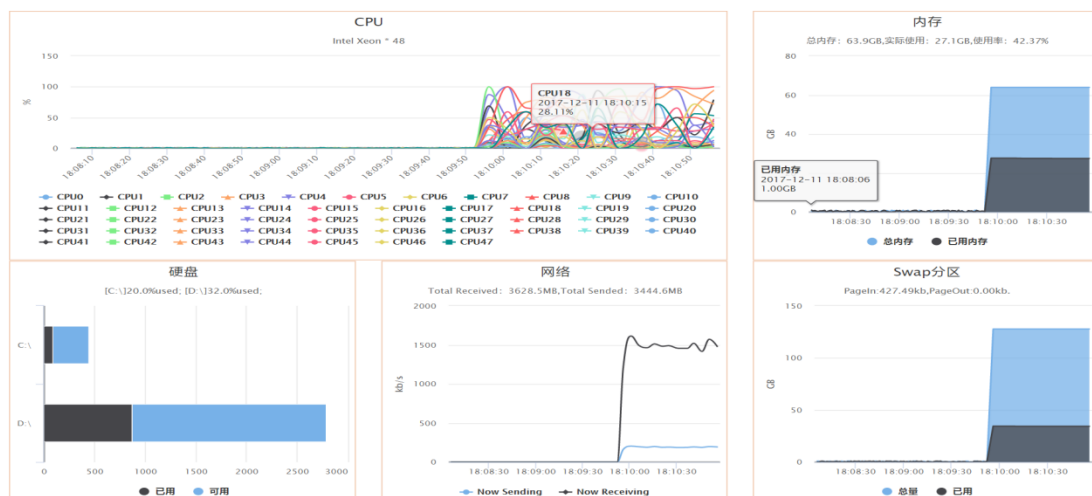 CPU
Intel Xeon * 48
150
100
50
0
%
CPU18
2017-12-11 18:10:15
28.11%
18:08:10
18:08:20
18:08:30
18:08:40
18:08:50
18:09:00
18:09:10
18:09:20
18:09:30
18:09:40
18:09:50
18:10:00
18:10:10
18:10:20
18:10:30
18:10:40
18:10:50
CPU0 CPU1 CPU2 CPU3 CPU4 CPU5 CPU6 CPU7 CPU8 CPU9 CPU10
CPU11 CPU12 CPU13 CPU14 CPU15 CPU16 CPU17 CPU18 CPU19 CPU20
CPU21 CPU22 CPU23 CPU24 CPU25 CPU26 CPU27 CPU28 CPU29 CPU30
CPU31 CPU32 CPU33 CPU34 CPU35 CPU36 CPU37 CPU38 CPU39 CPU40
CPU41 CPU42 CPU43 CPU44 CPU45 CPU46 CPU47
内存
总内存：63.9GB,实际使用：27.1GB,使用率：42.37%
80
60
40
20
0
GB
已用内存
2017-12-11 18:08:06
1.00GB
18:08:30 18:09:00 18:09:30 18:10:00 18:10:30
总内存 已用内存
硬盘
[C:\]20.0%used; [D:\]32.0%used;
C:\
D:\
0 500 1000 1500 2000 2500 3000
已用 可用
网络
Total Received：3628.5MB,Total Sended：3444.6MB
2000
1500
1000
500
0
kb/s
18:08:30 18:09:00 18:09:30 18:10:00 18:10:30
Now Sending Now Receiving
Swap分区
PageIn:427.49kb,PageOut:0.00kb.
150
100
50
0
GB
18:08:30 18:09:00 18:09:30 18:10:00 18:10:30
总量 已用